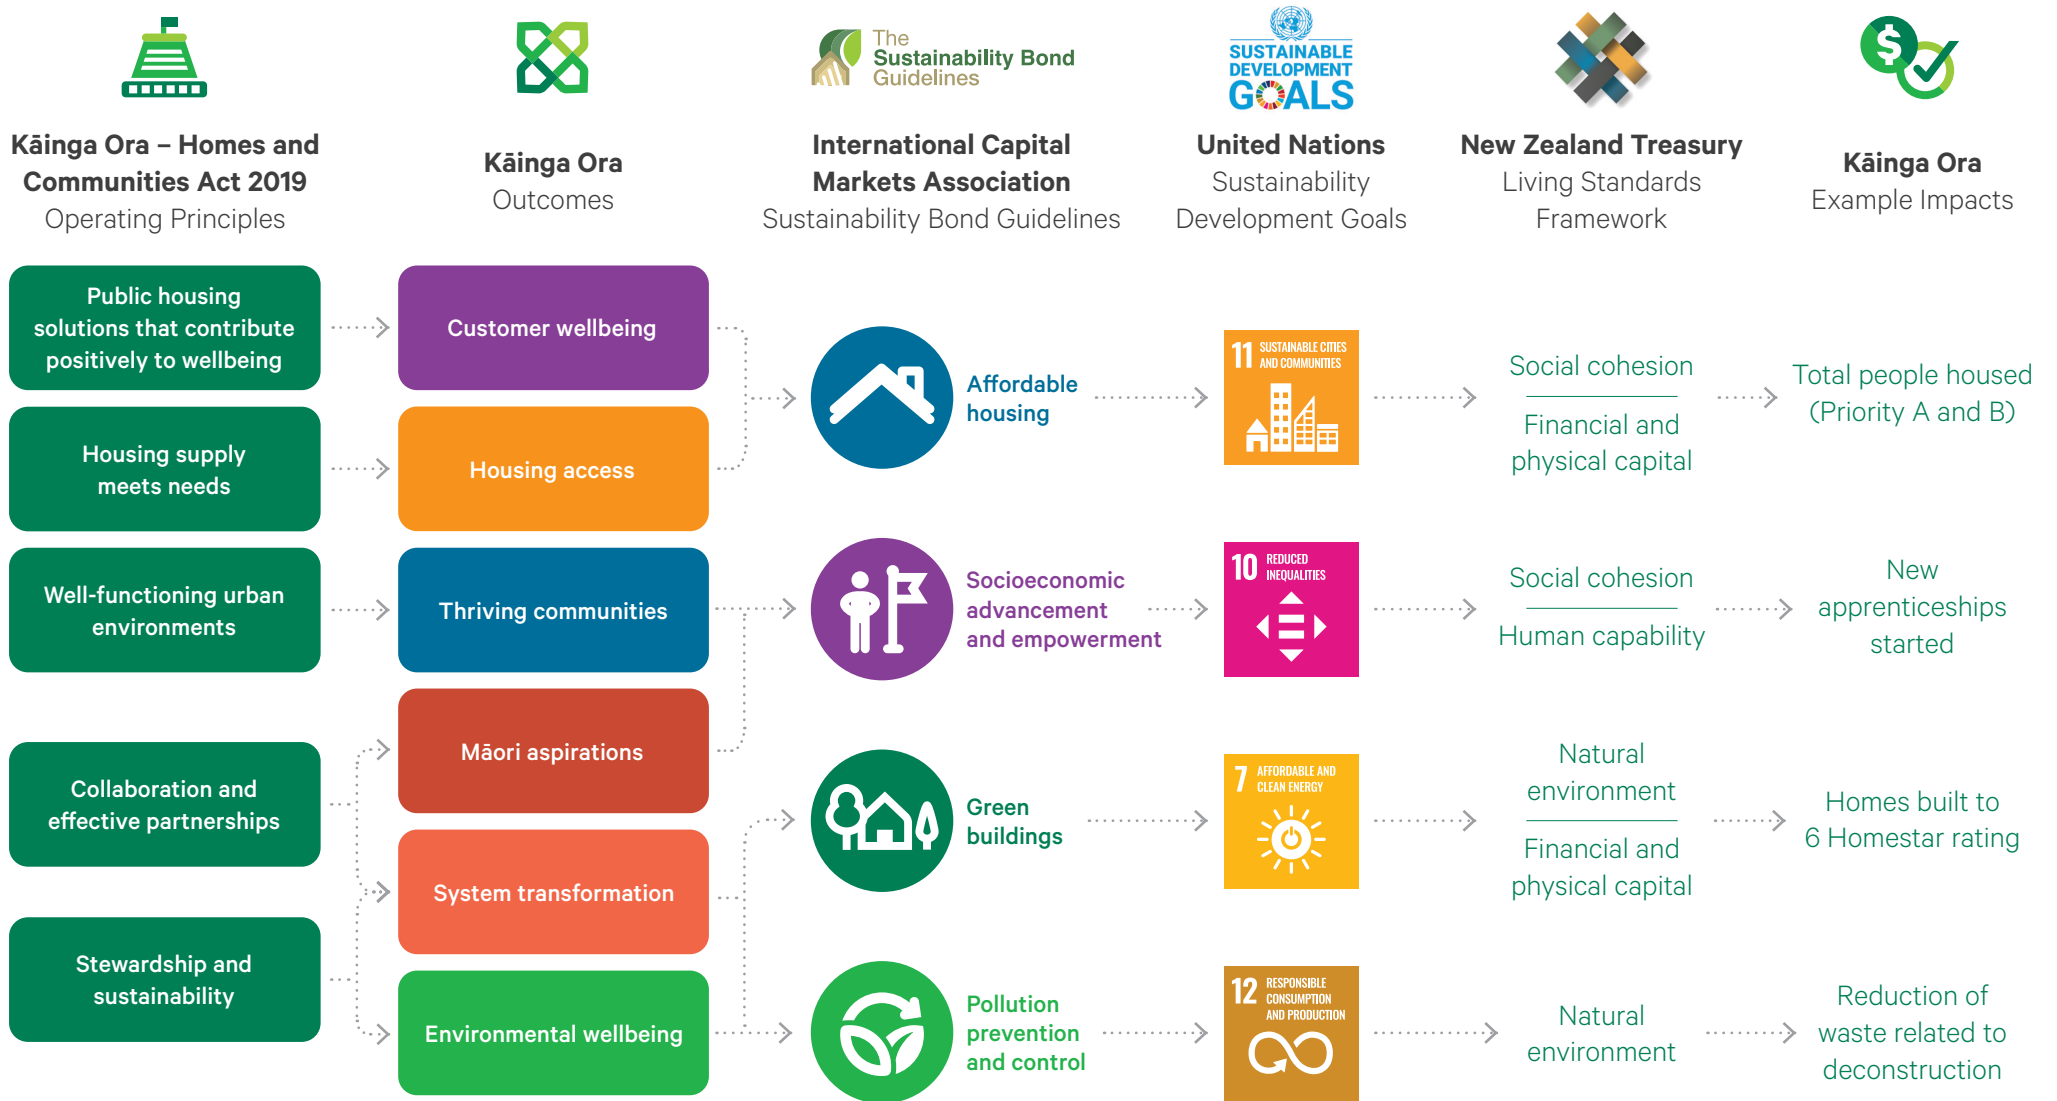 The
Sustainability Bond
Guidelines
SUSTAINABLE
DEVELOPMENT
GOALS
$
Kāinga Ora – Homes and
Communities Act 2019
Operating Principles
Kāinga Ora
Outcomes
International Capital
Markets Association
Sustainability Bond Guidelines
United Nations
Sustainability
Development Goals
New Zealand Treasury
Living Standards
Framework
Kāinga Ora
Example Impacts
Public housing
solutions that contribute
positively to wellbeing
Customer wellbeing
Housing supply
meets needs
Housing access
Affordable
housing
11 SUSTAINABLE CITIES
AND COMMUNITIES
Social cohesion
Financial and
physical capital
Total people housed
(Priority A and B)
Well-functioning urban
environments
Thriving communities
Socioeconomic
advancement
and empowerment
10 REDUCED
INEQUALITIES
Social cohesion
Human capability
New
apprenticeships
started
Collaboration and
effective partnerships
Māori aspirations
System transformation
Green
buildings
7 AFFORDABLE AND
CLEAN ENERGY
Natural
environment
Financial and
physical capital
Homes built to
6 Homestar rating
Stewardship and
sustainability
Environmental wellbeing
Pollution
prevention
and control
12 RESPONSIBLE
CONSUMPTION
AND PRODUCTION
Natural
environment
Reduction of
waste related to
deconstruction